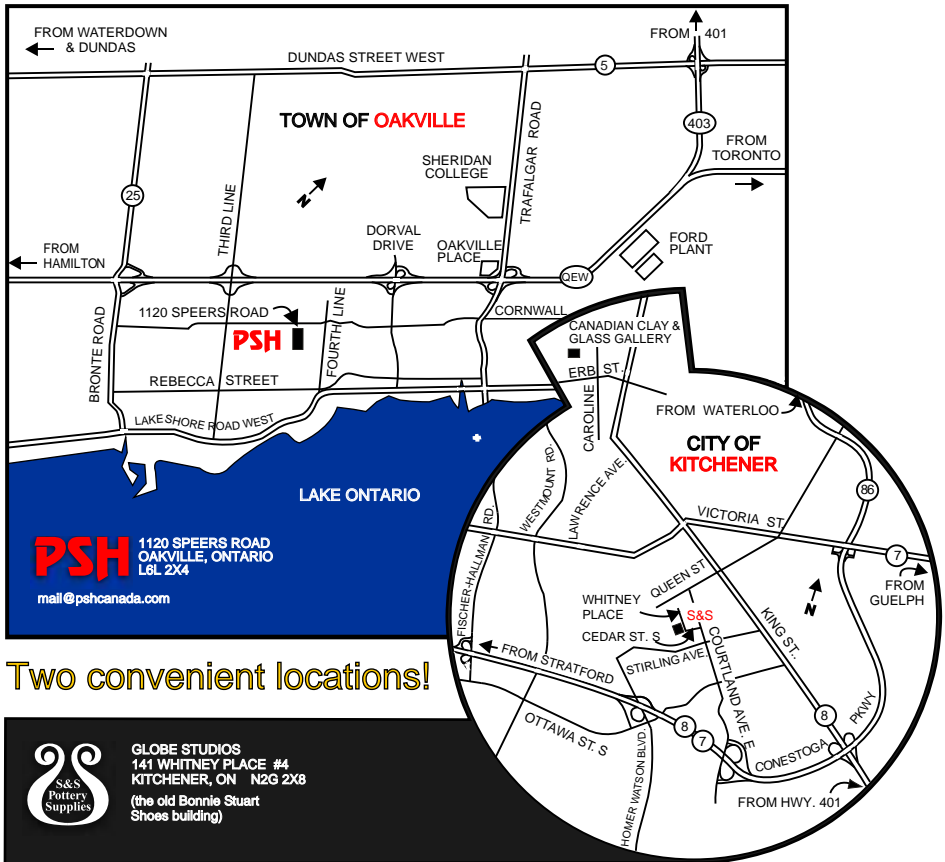 FROM WATERDOWN
& DUNDAS
DUNDAS STREET WEST
FROM 401
5
403
TOWN OF OAKVILLE
FROM
TORONTO
SHERIDAN
COLLEGE
TRAFALGAR ROAD
25
THIRD LINE
N
DORVAL
DRIVE
OAKVILLE
PLACE
FORD
PLANT
FROM
HAMILTON
QEW
BRONTE ROAD
1120 SPEERS ROAD
PSH
FOURTH LINE
CORNWALL
REBECCA STREET
LAKESHORE ROAD WEST
LAKE ONTARIO
PSH
1120 SPEERS ROAD
OAKVILLE, ONTARIO
L6L 2X4
mail@pshcanada.com
CANADIAN CLAY &
GLASS GALLERY
ERB ST.
CAROLINE
FROM WATERLOO
CITY OF
KITCHENER
86
WESTMOUNT RD.
LAWRENCE AVE.
FISCHER-HALLMAN RD.
VICTORIA ST.
7
FROM
GUELPH
QUEEN ST
WHITNEY
PLACE
S&S
CEDAR ST. S
N
KING ST..
STIRLING AVE.
COURTLAND AVE. E
FROM STRATFORD
OTTAWA ST. S
8
7
8
CONESTOGA PKWY
HOMER WATSON BLVD.
FROM HWY. 401
Two convenient locations!
S&S
Pottery
Supplies
GLOBE STUDIOS
141 WHITNEY PLACE #4
KITCHENER, ON N2G 2X8
(the old Bonnie Stuart
Shoes building)